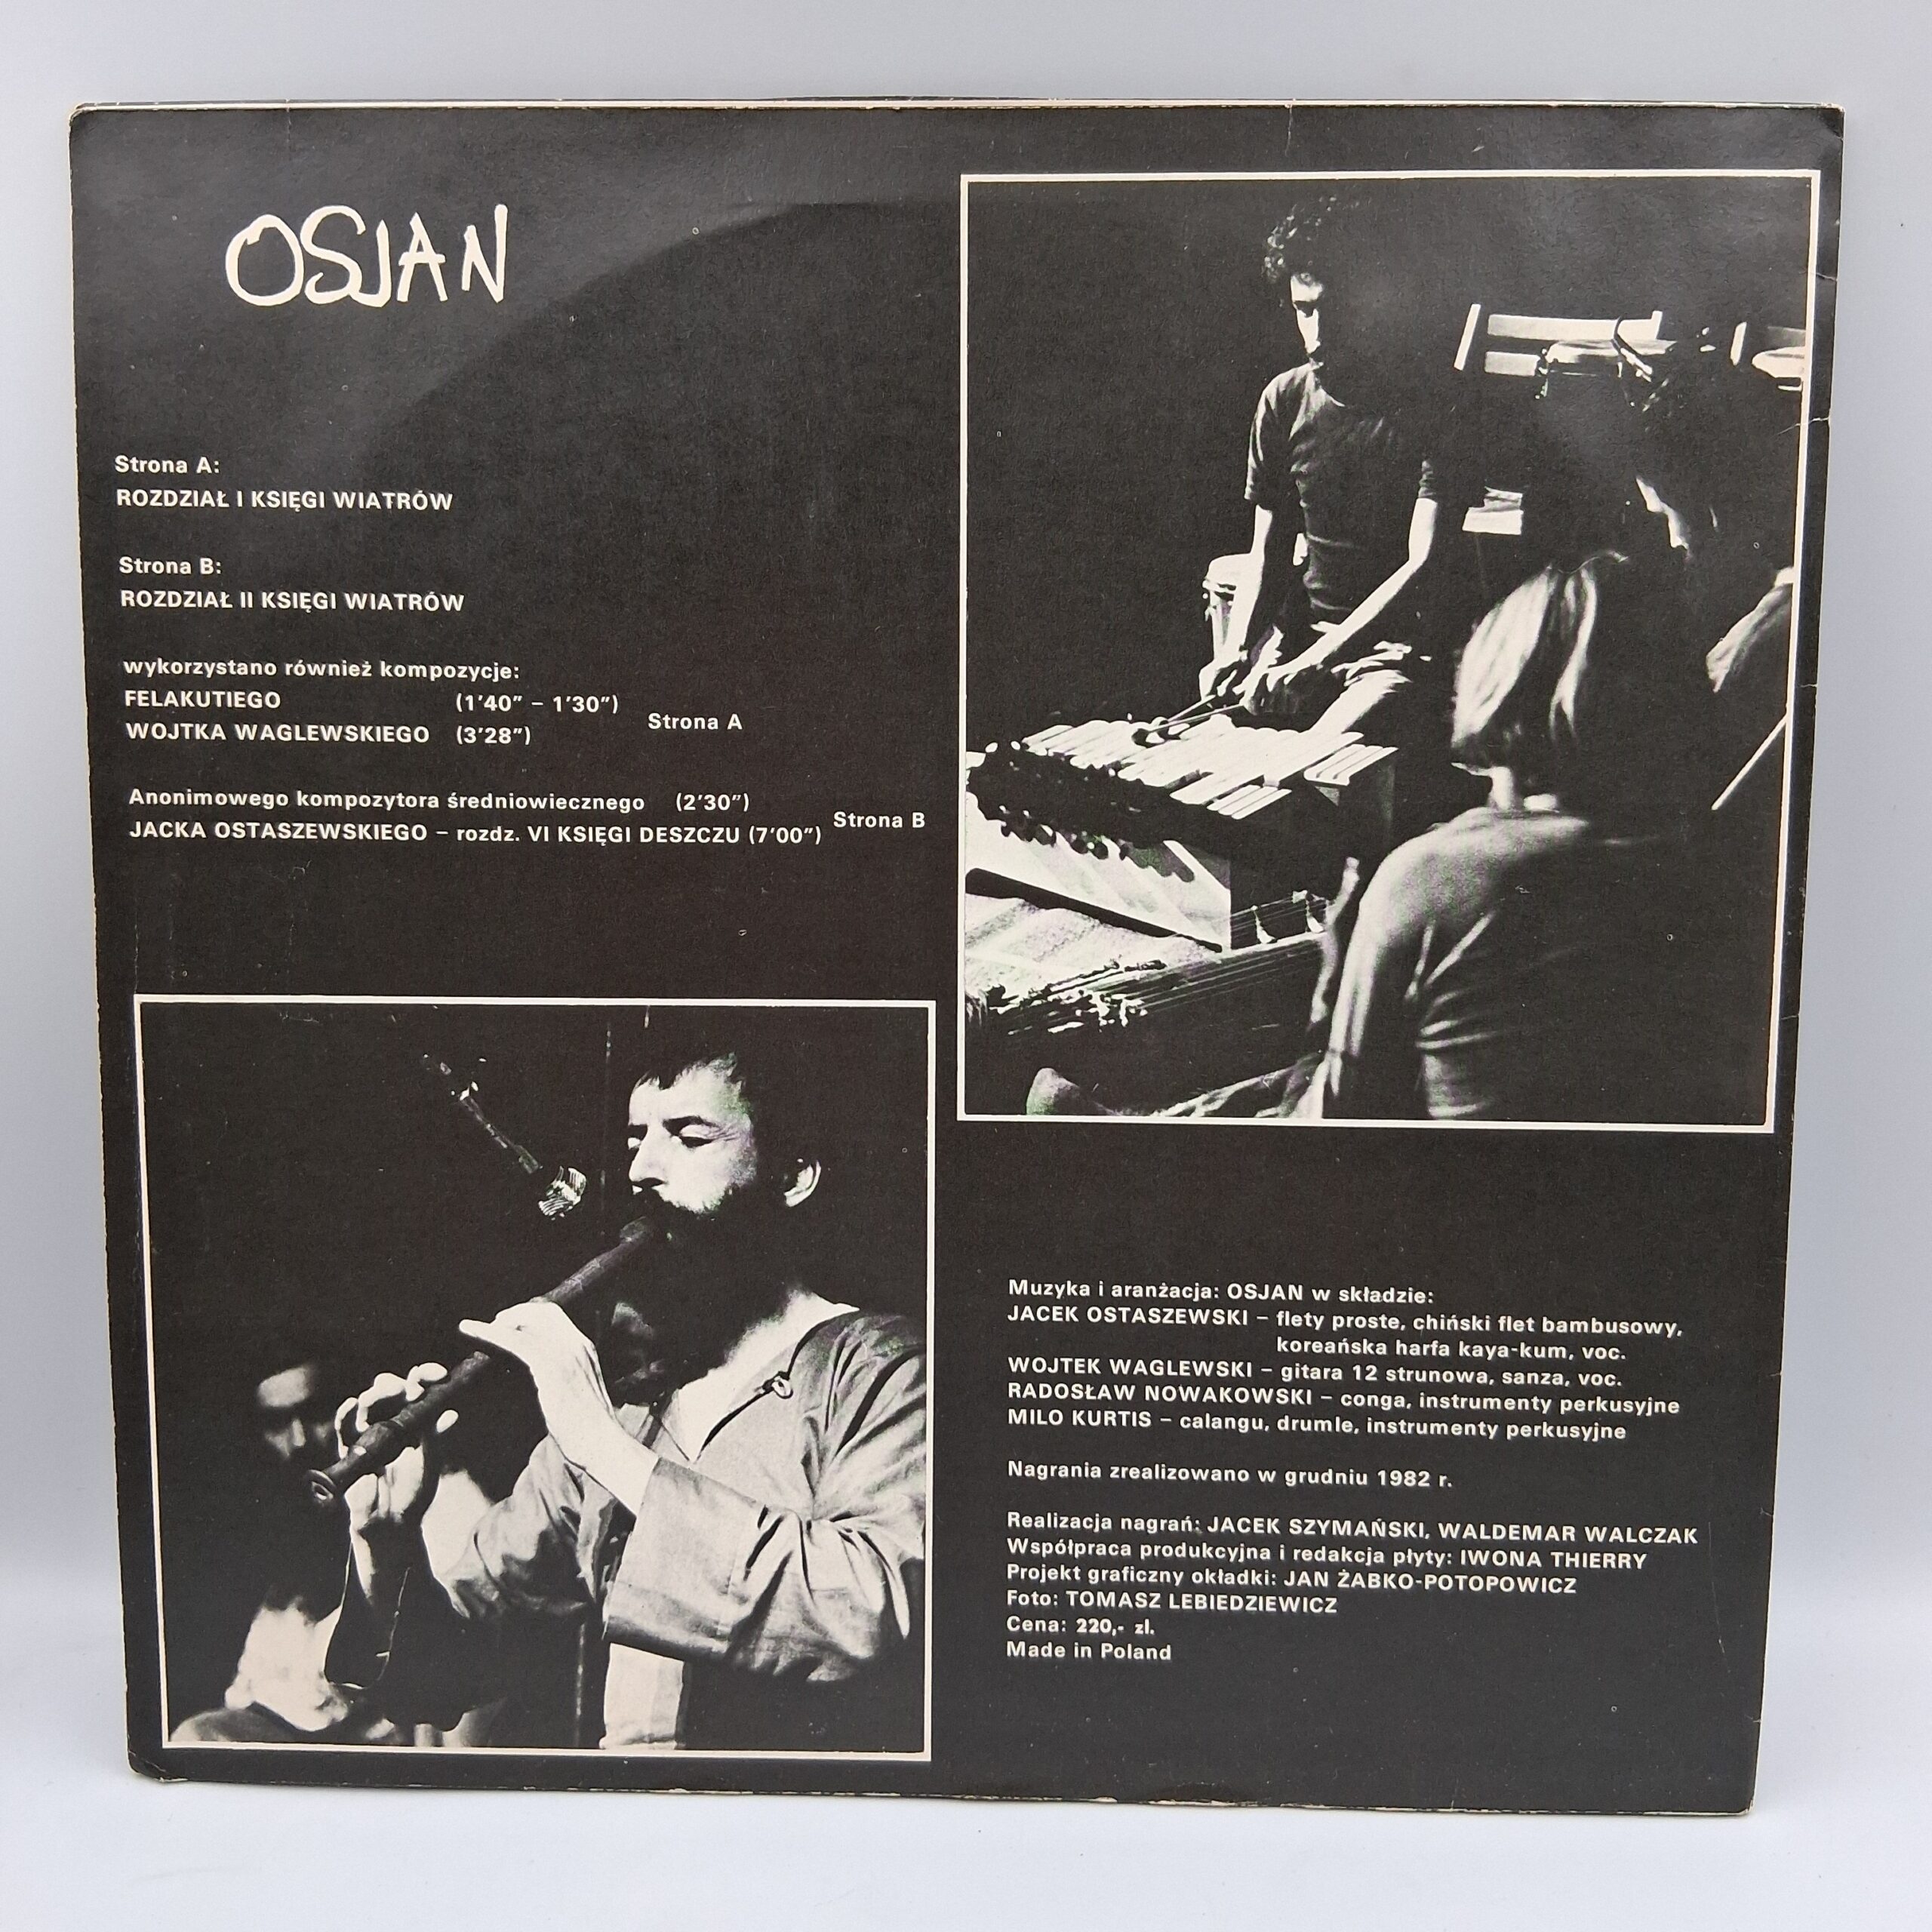 OSJAN
Strona A:
ROZDZIAŁ I KSIĘGI WIATRÓW
Strona B:
ROZDZIAŁ II KSIĘGI WIATRÓW
wykorzystano również kompozycje:
FELAKUTIEGO (1'40” – 1'30”)
WOJTKA WAGLEWSKIEGO (3'28”)
Strona A
Anonimowego kompozytora średniowiecznego (2'30”)
JACKA OSTASZEWSKIEGO – rozdz. VI KSIĘGI DESZCZU (7'00”)
Strona B
Muzyka i aranżacja: OSJAN w składzie:
JACEK OSTASZEWSKI – flety proste, chiński flet bambusowy,
koreańska harfa kaya-kum, voc.
WOJTEK WAGLEWSKI – gitara 12 strunowa, sanza, voc.
RADOSŁAW NOWAKOWSKI – conga, instrumenty perkusyjne
MILO KURTIS – calangu, drumle, instrumenty perkusyjne
Nagrania zrealizowano w grudniu 1982 r.
Realizacja nagrań: JACEK SZYMAŃSKI, WALDEMAR WALCZAK
Współpraca produkcyjna i redakcja płyty: IWONA THIERRY
Projekt graficzny okładki: JAN ŻABKO-POTOPOWICZ
Foto: TOMASZ LEBIEDZIEWICZ
Cena: 220,- zl.
Made in Poland